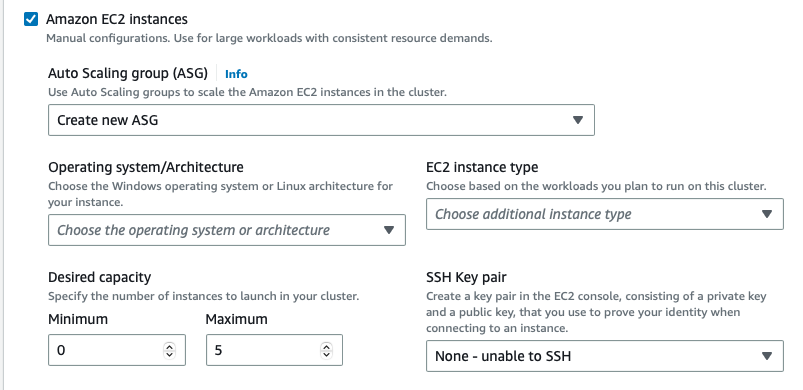 Amazon EC2 instances
Manual configurations. Use for large workloads with consistent resource demands.
Auto Scaling group (ASG) Info
Use Auto Scaling groups to scale the Amazon EC2 instances in the cluster.
Create new ASG
Operating system/Architecture
Choose the Windows operating system or Linux architecture for
your instance.
Choose the operating system or architecture
EC2 instance type
Choose based on the workloads you plan to run on this cluster.
Choose additional instance type
Desired capacity
Specify the number of instances to launch in your cluster.
Minimum
0
Maximum
5
SSH Key pair
Create a key pair in the EC2 console, consisting of a private key
and a public key, that you use to prove your identity when
connecting to an instance.
None - unable to SSH